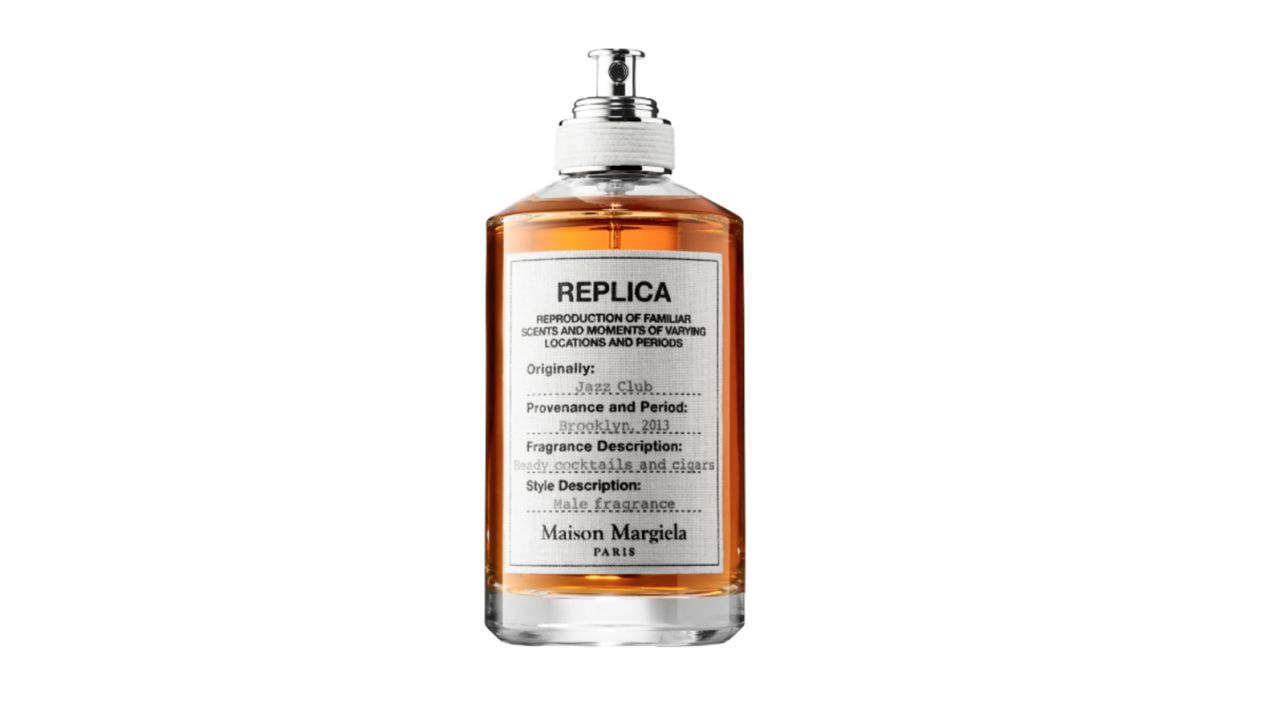 REPLICA
REPRODUCTION OF FAMILIAR
SCENTS AND MOMENTS OF VARYING
LOCATIONS AND PERIODS
Originally:
Jazz Club
Provenance and Period:
Brooklyn, 2013
Fragrance Description:
Heady cocktails and cigars
Style Description:
Male fragrance
Maison Margiela
PARIS